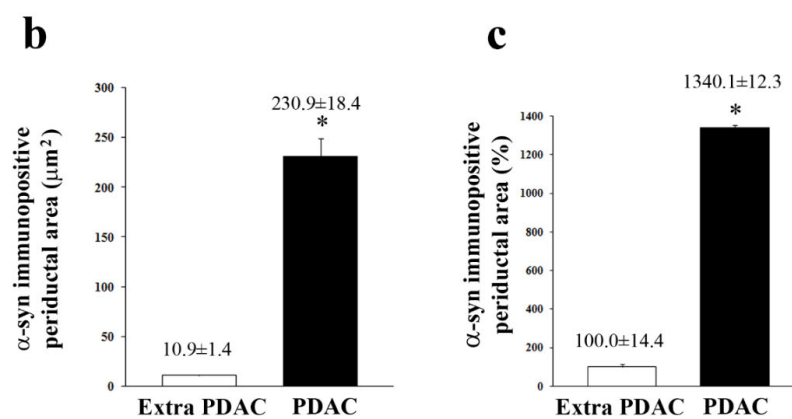 b
α-syn immunopositive
periductal area (μm²)
300
250
200
150
100
50
0
10.9±1.4
230.9±18.4
*
Extra PDAC
PDAC
c
α-syn immunopositive
periductal area (%)
1400
1200
1000
800
600
400
200
0
100.0±14.4
1340.1±12.3
*
Extra PDAC
PDAC